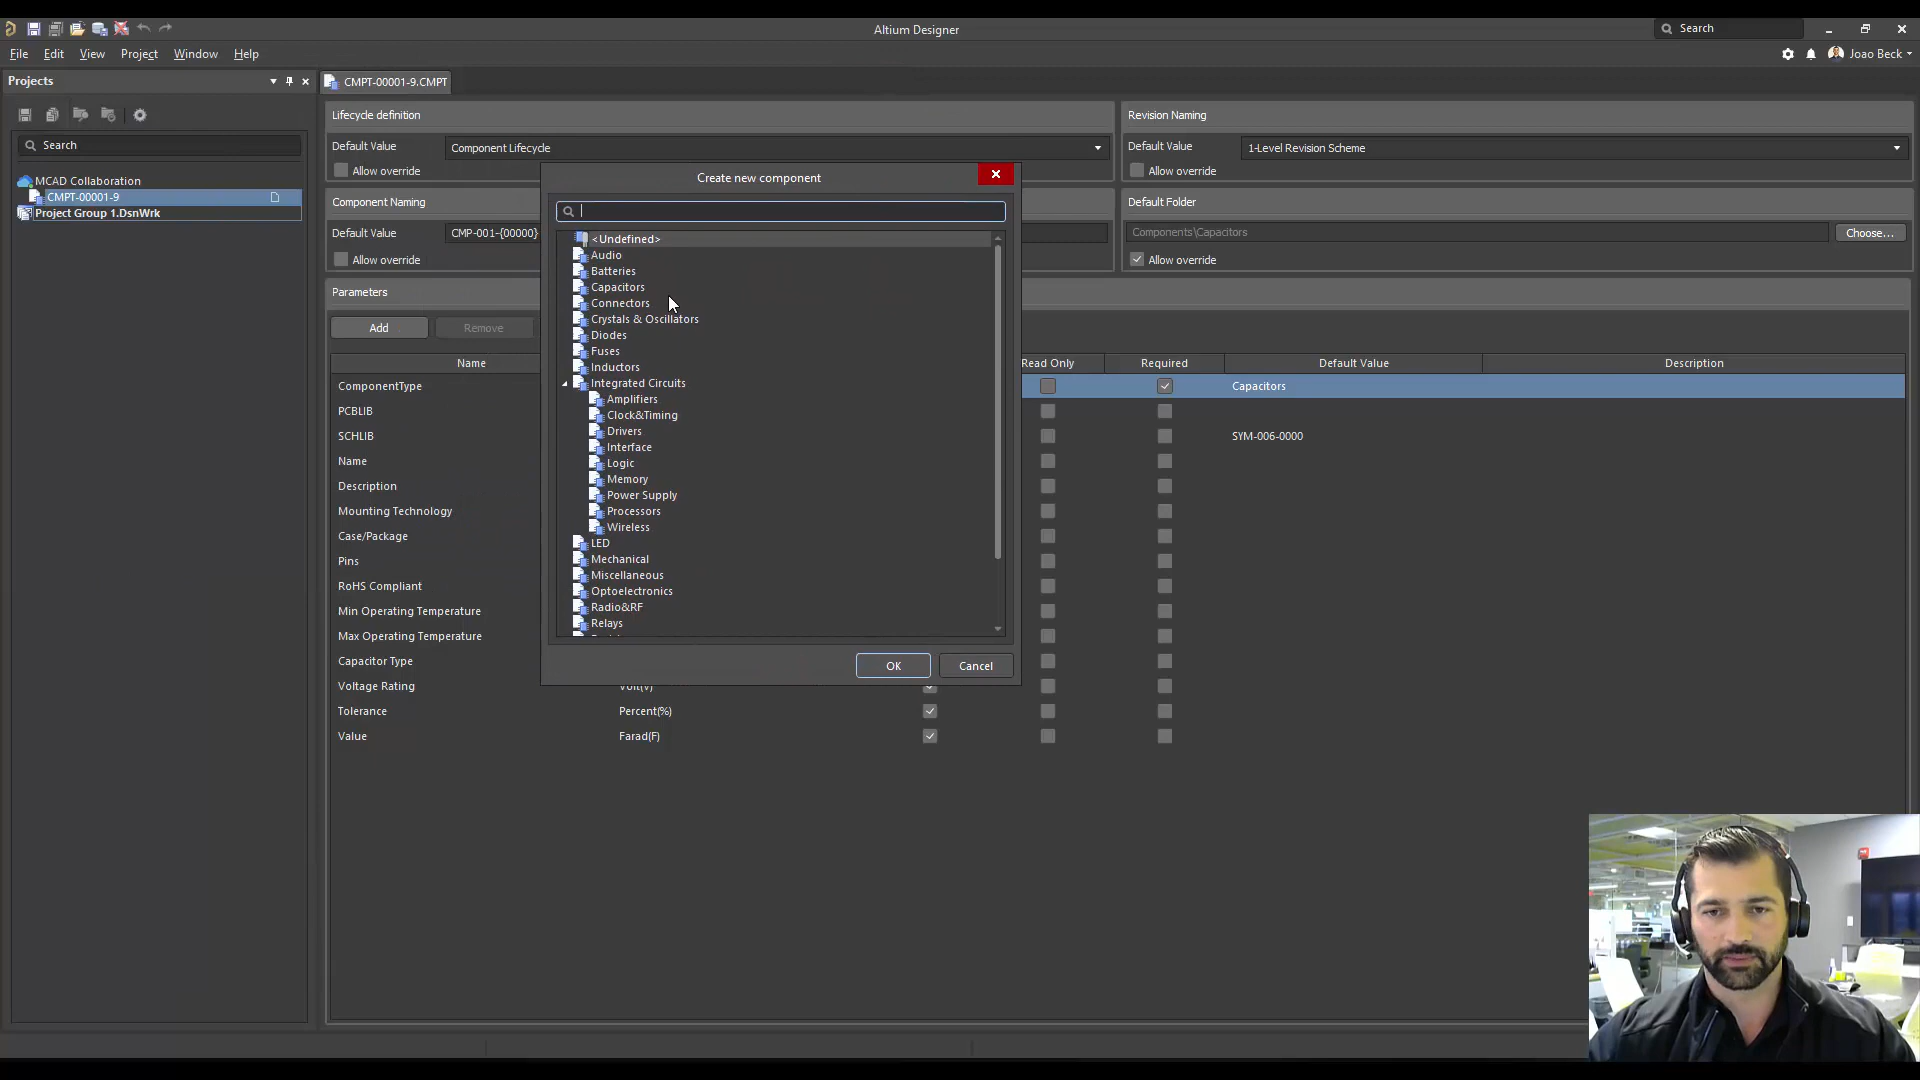 Altium Designer
Search
File Edit View Project Window Help
Joao Beck
Projects
CMPT-00001-9.CMPT
Search
MCAD Collaboration
CMPT-00001-9
Project Group 1.DsnWrk
Lifecycle definition
Default Value
Component Lifecycle
Allow override
Revision Naming
Default Value
1-Level Revision Scheme
Allow override
Component Naming
Default Value
CMP-001-{00000}
Allow override
Default Folder
Components\Capacitors
Choose...
Allow override
Parameters
Add
Remove
Name
Read Only
Required
Default Value
Description
ComponentType
Capacitors
PCBLIB
SCHLIB
SYM-006-0000
Name
Description
Mounting Technology
Case/Package
Pins
RoHS Compliant
Min Operating Temperature
Max Operating Temperature
Capacitor Type
Voltage Rating
Volt(V)
Tolerance
Percent(%)
Value
Farad(F)
Create new component
<Undefined>
Audio
Batteries
Capacitors
Connectors
Crystals & Oscillators
Diodes
Fuses
Inductors
Integrated Circuits
Amplifiers
Clock&Timing
Drivers
Interface
Logic
Memory
Power Supply
Processors
Wireless
LED
Mechanical
Miscellaneous
Optoelectronics
Radio&RF
Relays
OK
Cancel